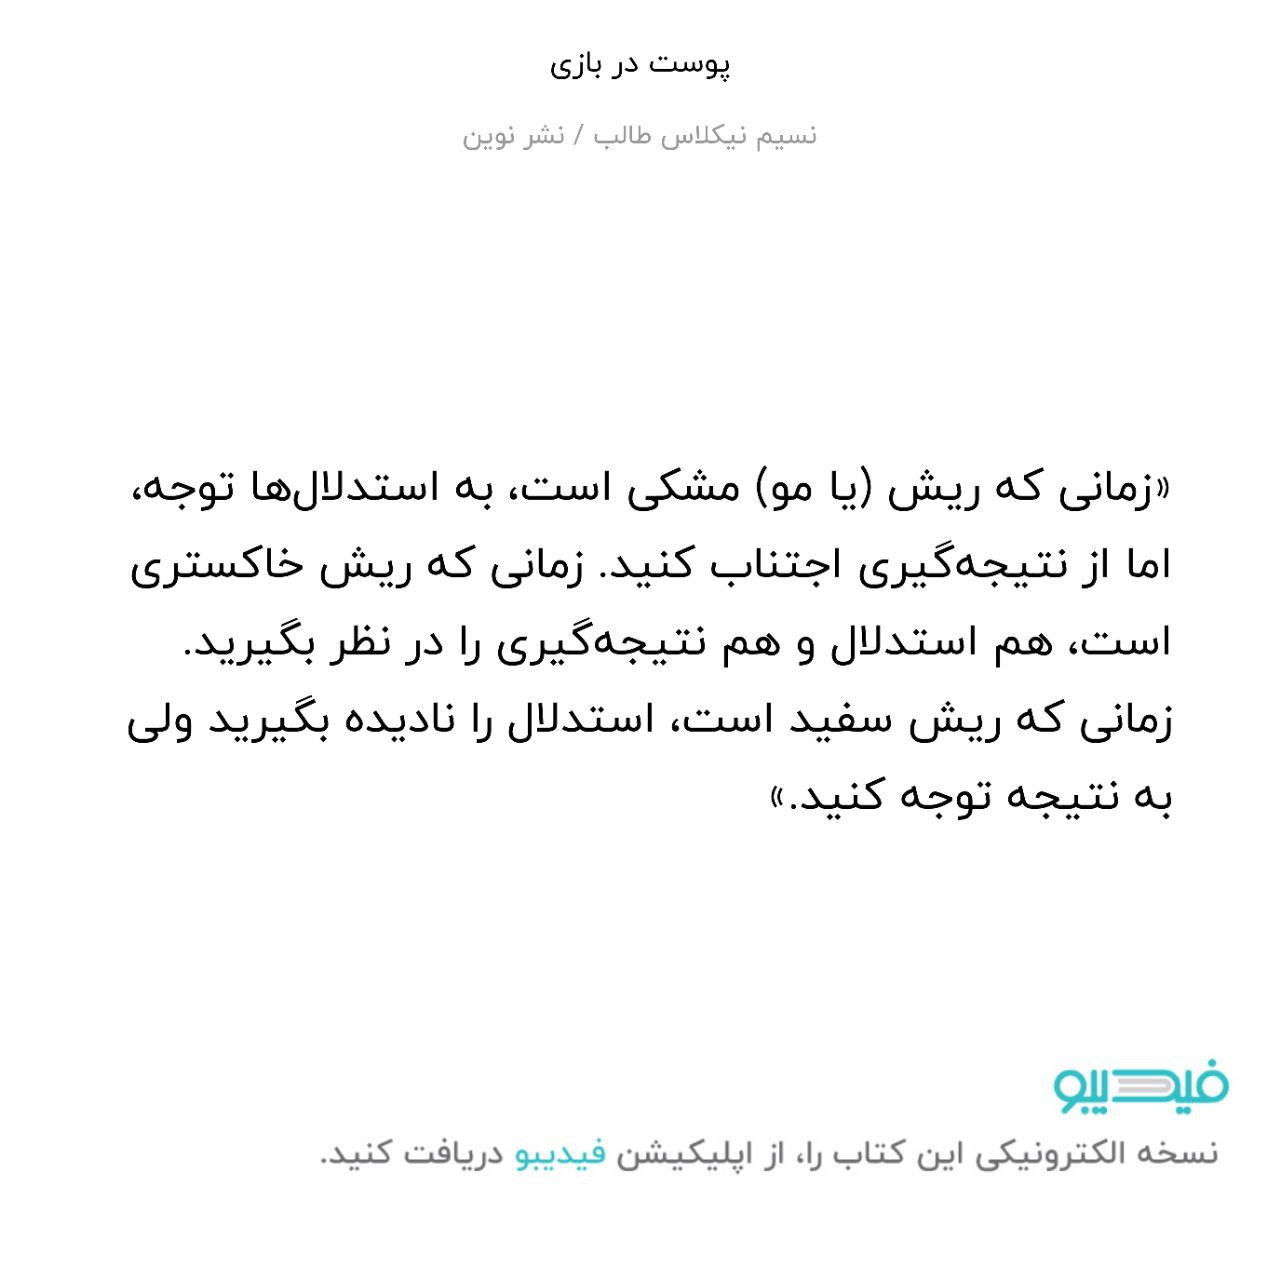 پوست در بازی
نسیم نیکلاس طالب / نشر نوین
«زمانی که ریش (یا مو) مشکی است، به استدلال‌ها توجه،
اما از نتیجه‌گیری اجتناب کنید. زمانی که ریش خاکستری
است، هم استدلال و هم نتیجه‌گیری را در نظر بگیرید.
زمانی که ریش سفید است، استدلال را نادیده بگیرید ولی
به نتیجه توجه کنید.»
فیدیبو
نسخه الکترونیکی این کتاب را، از اپلیکیشن فیدیبو دریافت کنید.